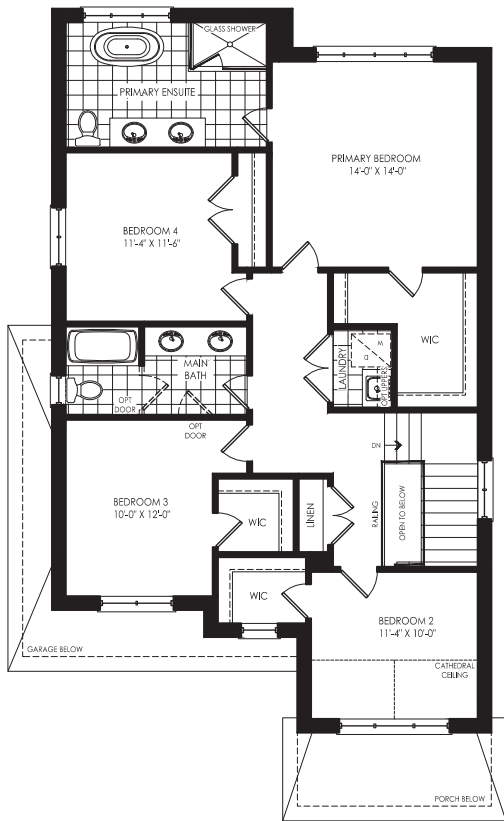 GLASS SHOWER
PRIMARY ENSUITE
PRIMARY BEDROOM
14'-0" X 14'-0"
BEDROOM 4
11'-4" X 11'-6"
WIC
LAUNDRY
W
D
OPT UPPERS
MAIN
BATH
OPT
DOOR
OPT
DOOR
DN
BEDROOM 3
10'-0" X 12'-0"
WIC
LINEN
RAILING
OPEN TO BELOW
WIC
BEDROOM 2
11'-4" X 10'-0"
CATHEDRAL
CEILING
GARAGE BELOW
PORCH BELOW